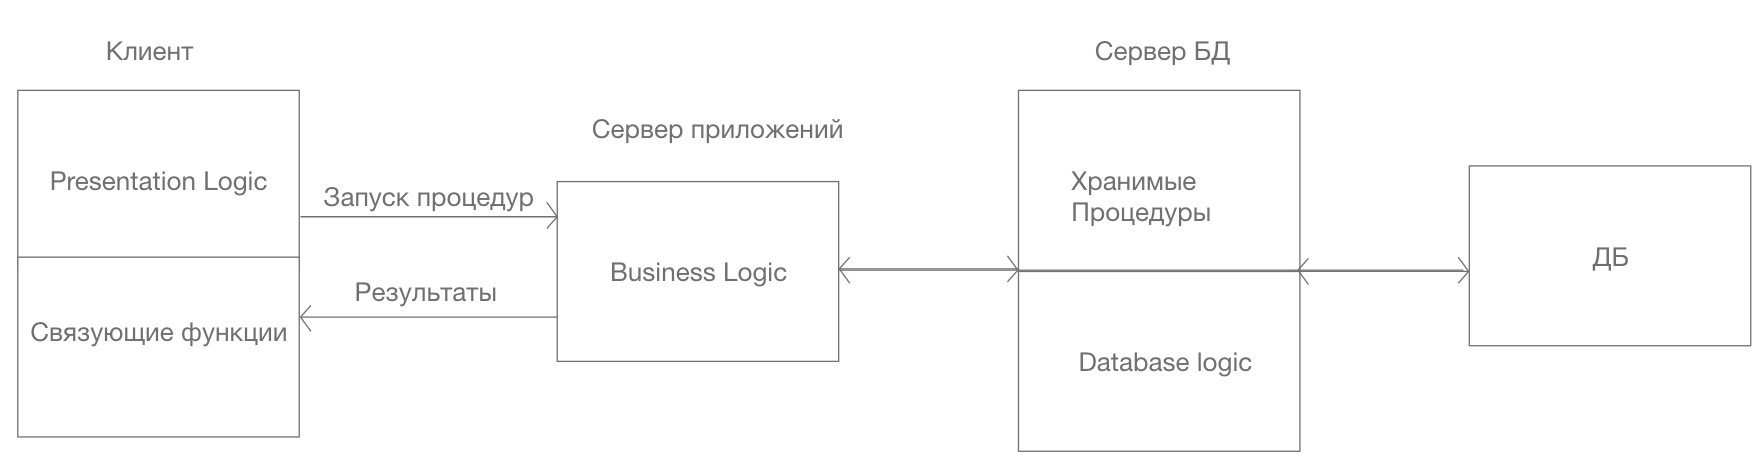 Клиент
Presentation Logic
Связующие функции
Запуск процедур
Результаты
Сервер приложений
Business Logic
Сервер БД
Хранимые
Процедуры
Database logic
ДБ